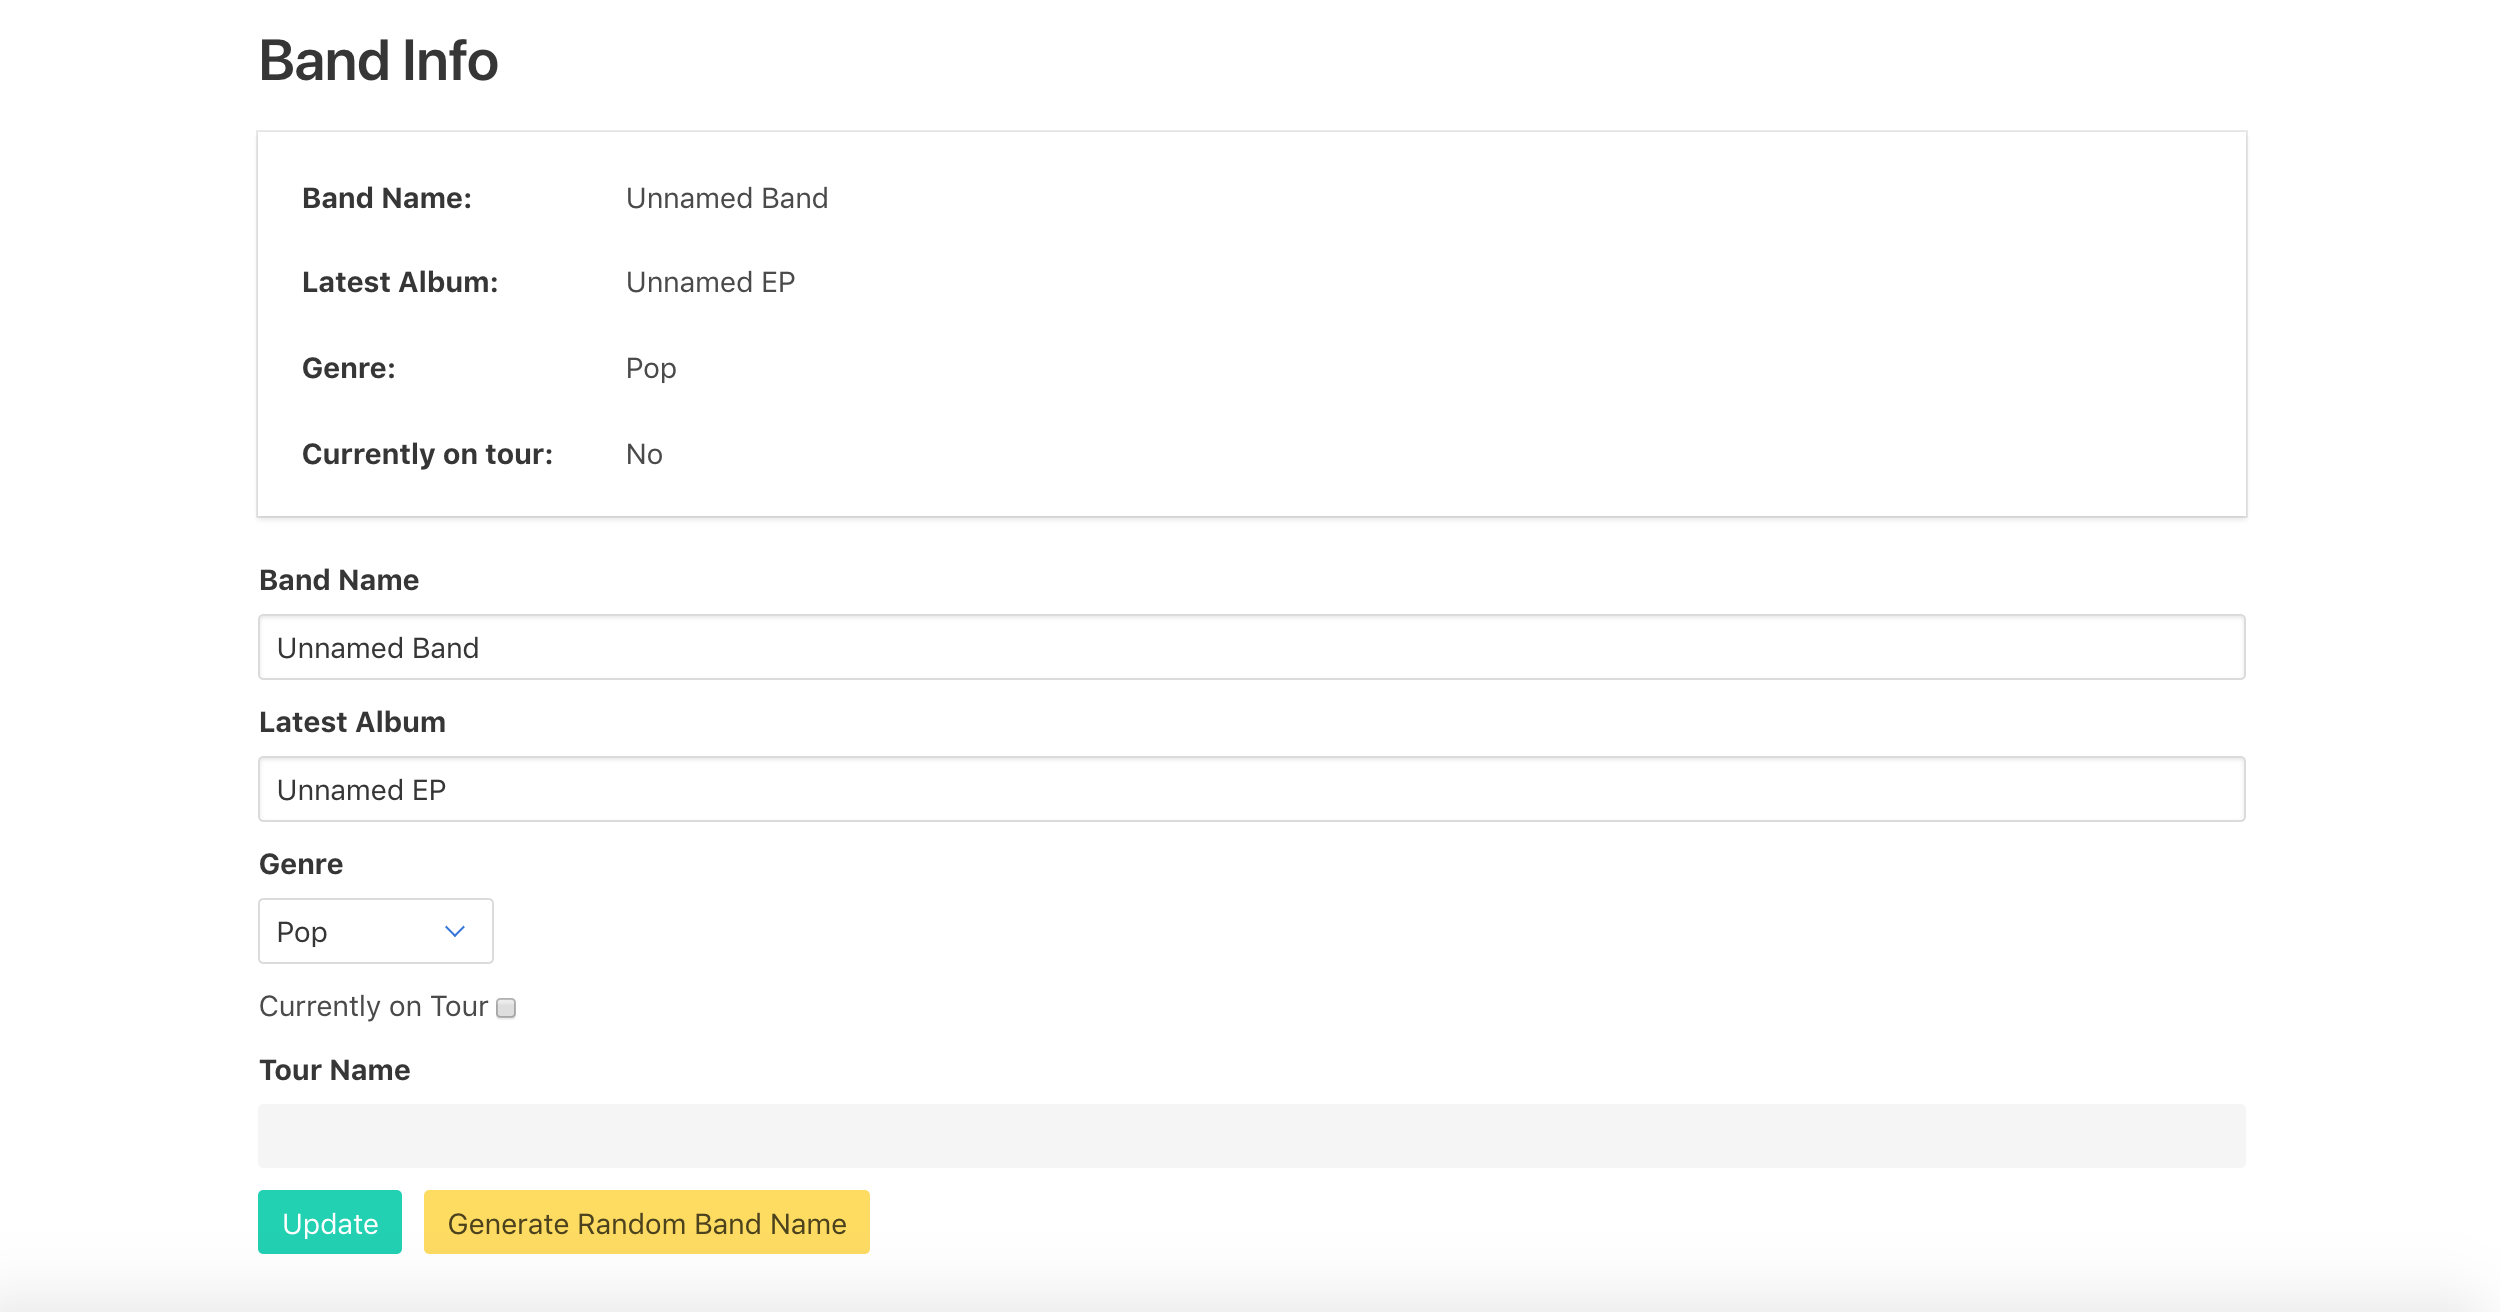 Band Info
Band Name: Unnamed Band
Latest Album: Unnamed EP
Genre: Pop
Currently on tour: No
Band Name
Unnamed Band
Latest Album
Unnamed EP
Genre
Pop
Currently on Tour
Tour Name
Update Generate Random Band Name